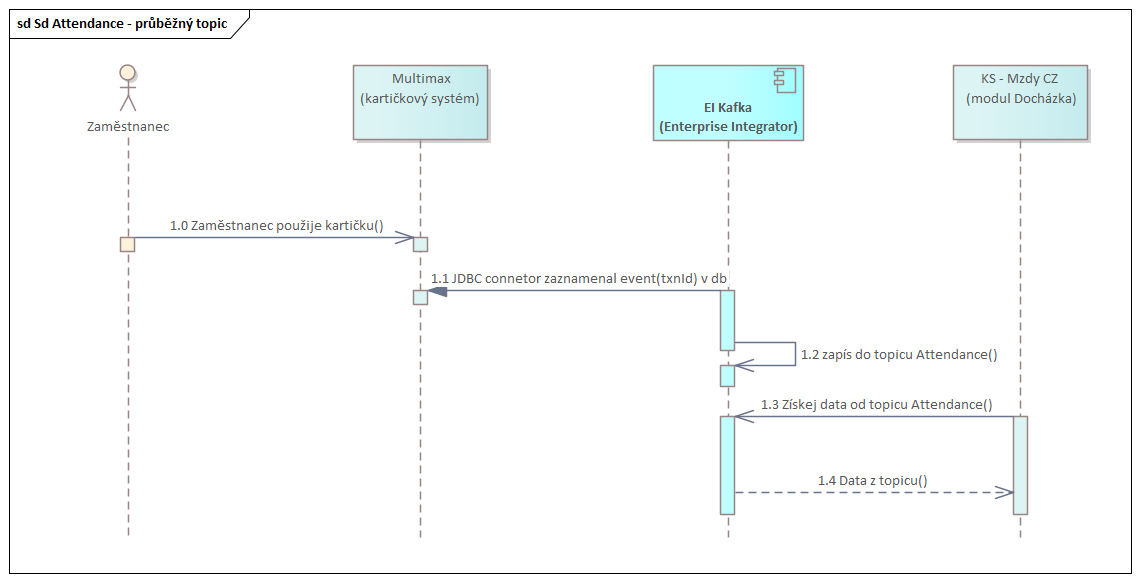 sd Sd Attendance - průběžný topic
Zaměstnanec
Multimax
(kartičkový systém)
EI Kafka
(Enterprise Integrator)
KS - Mzdy CZ
(modul Docházka)
1.0 Zaměstnanec použije kartičku()
1.1 JDBC connetor zaznamenal event(txnId) v db
1.2 zapís do topicu Attendance()
1.3 Získej data od topicu Attendance()
1.4 Data z topicu()